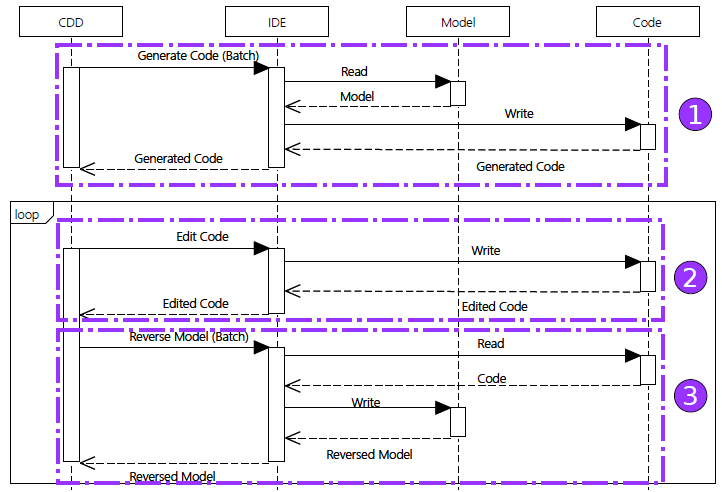 CDD
IDE
Model
Code
Generate Code (Batch)
Read
Model
Write
1
Generated Code
Generated Code
loop
Edit Code
Write
2
Edited Code
Edited Code
Reverse Model (Batch)
Read
Code
3
Write
Reversed Model
Reversed Model